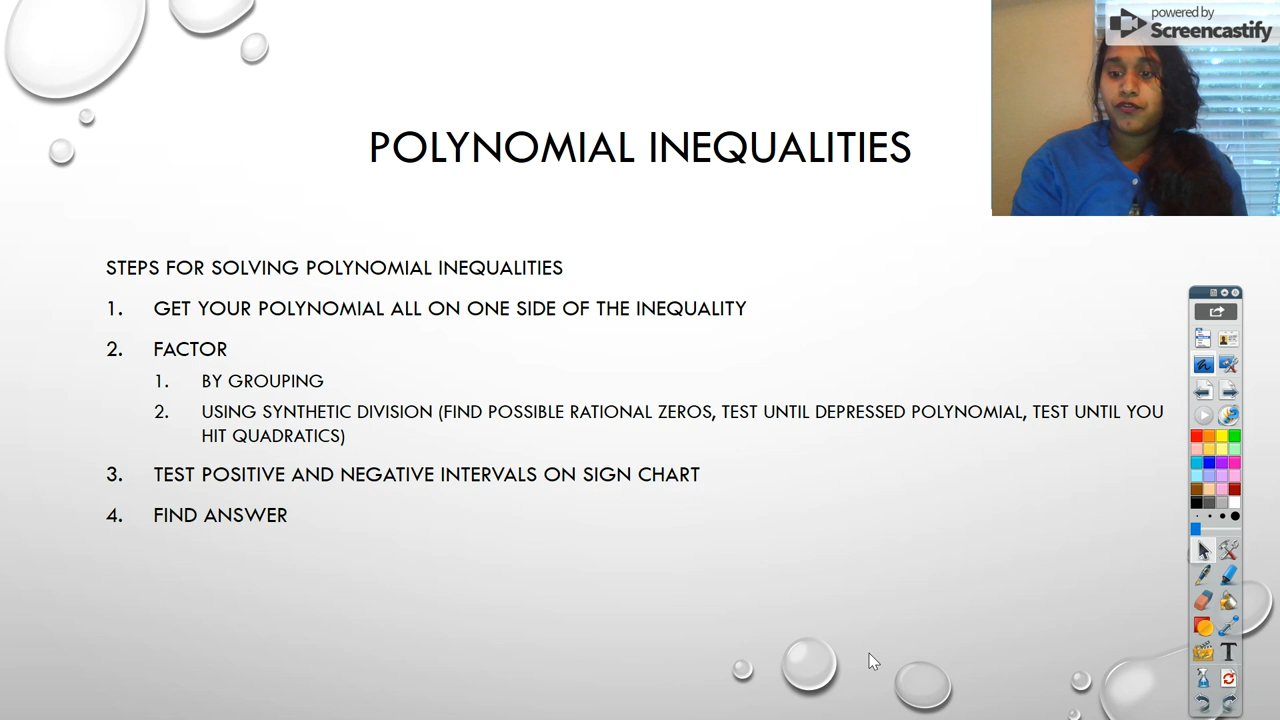 powered by
Screencastify
POLYNOMIAL INEQUALITIES
STEPS FOR SOLVING POLYNOMIAL INEQUALITIES
1. GET YOUR POLYNOMIAL ALL ON ONE SIDE OF THE INEQUALITY
2. FACTOR
1. BY GROUPING
2. USING SYNTHETIC DIVISION (FIND POSSIBLE RATIONAL ZEROS, TEST UNTIL DEPRESSED POLYNOMIAL, TEST UNTIL YOU
HIT QUADRATICS)
3. TEST POSITIVE AND NEGATIVE INTERVALS ON SIGN CHART
4. FIND ANSWER
T